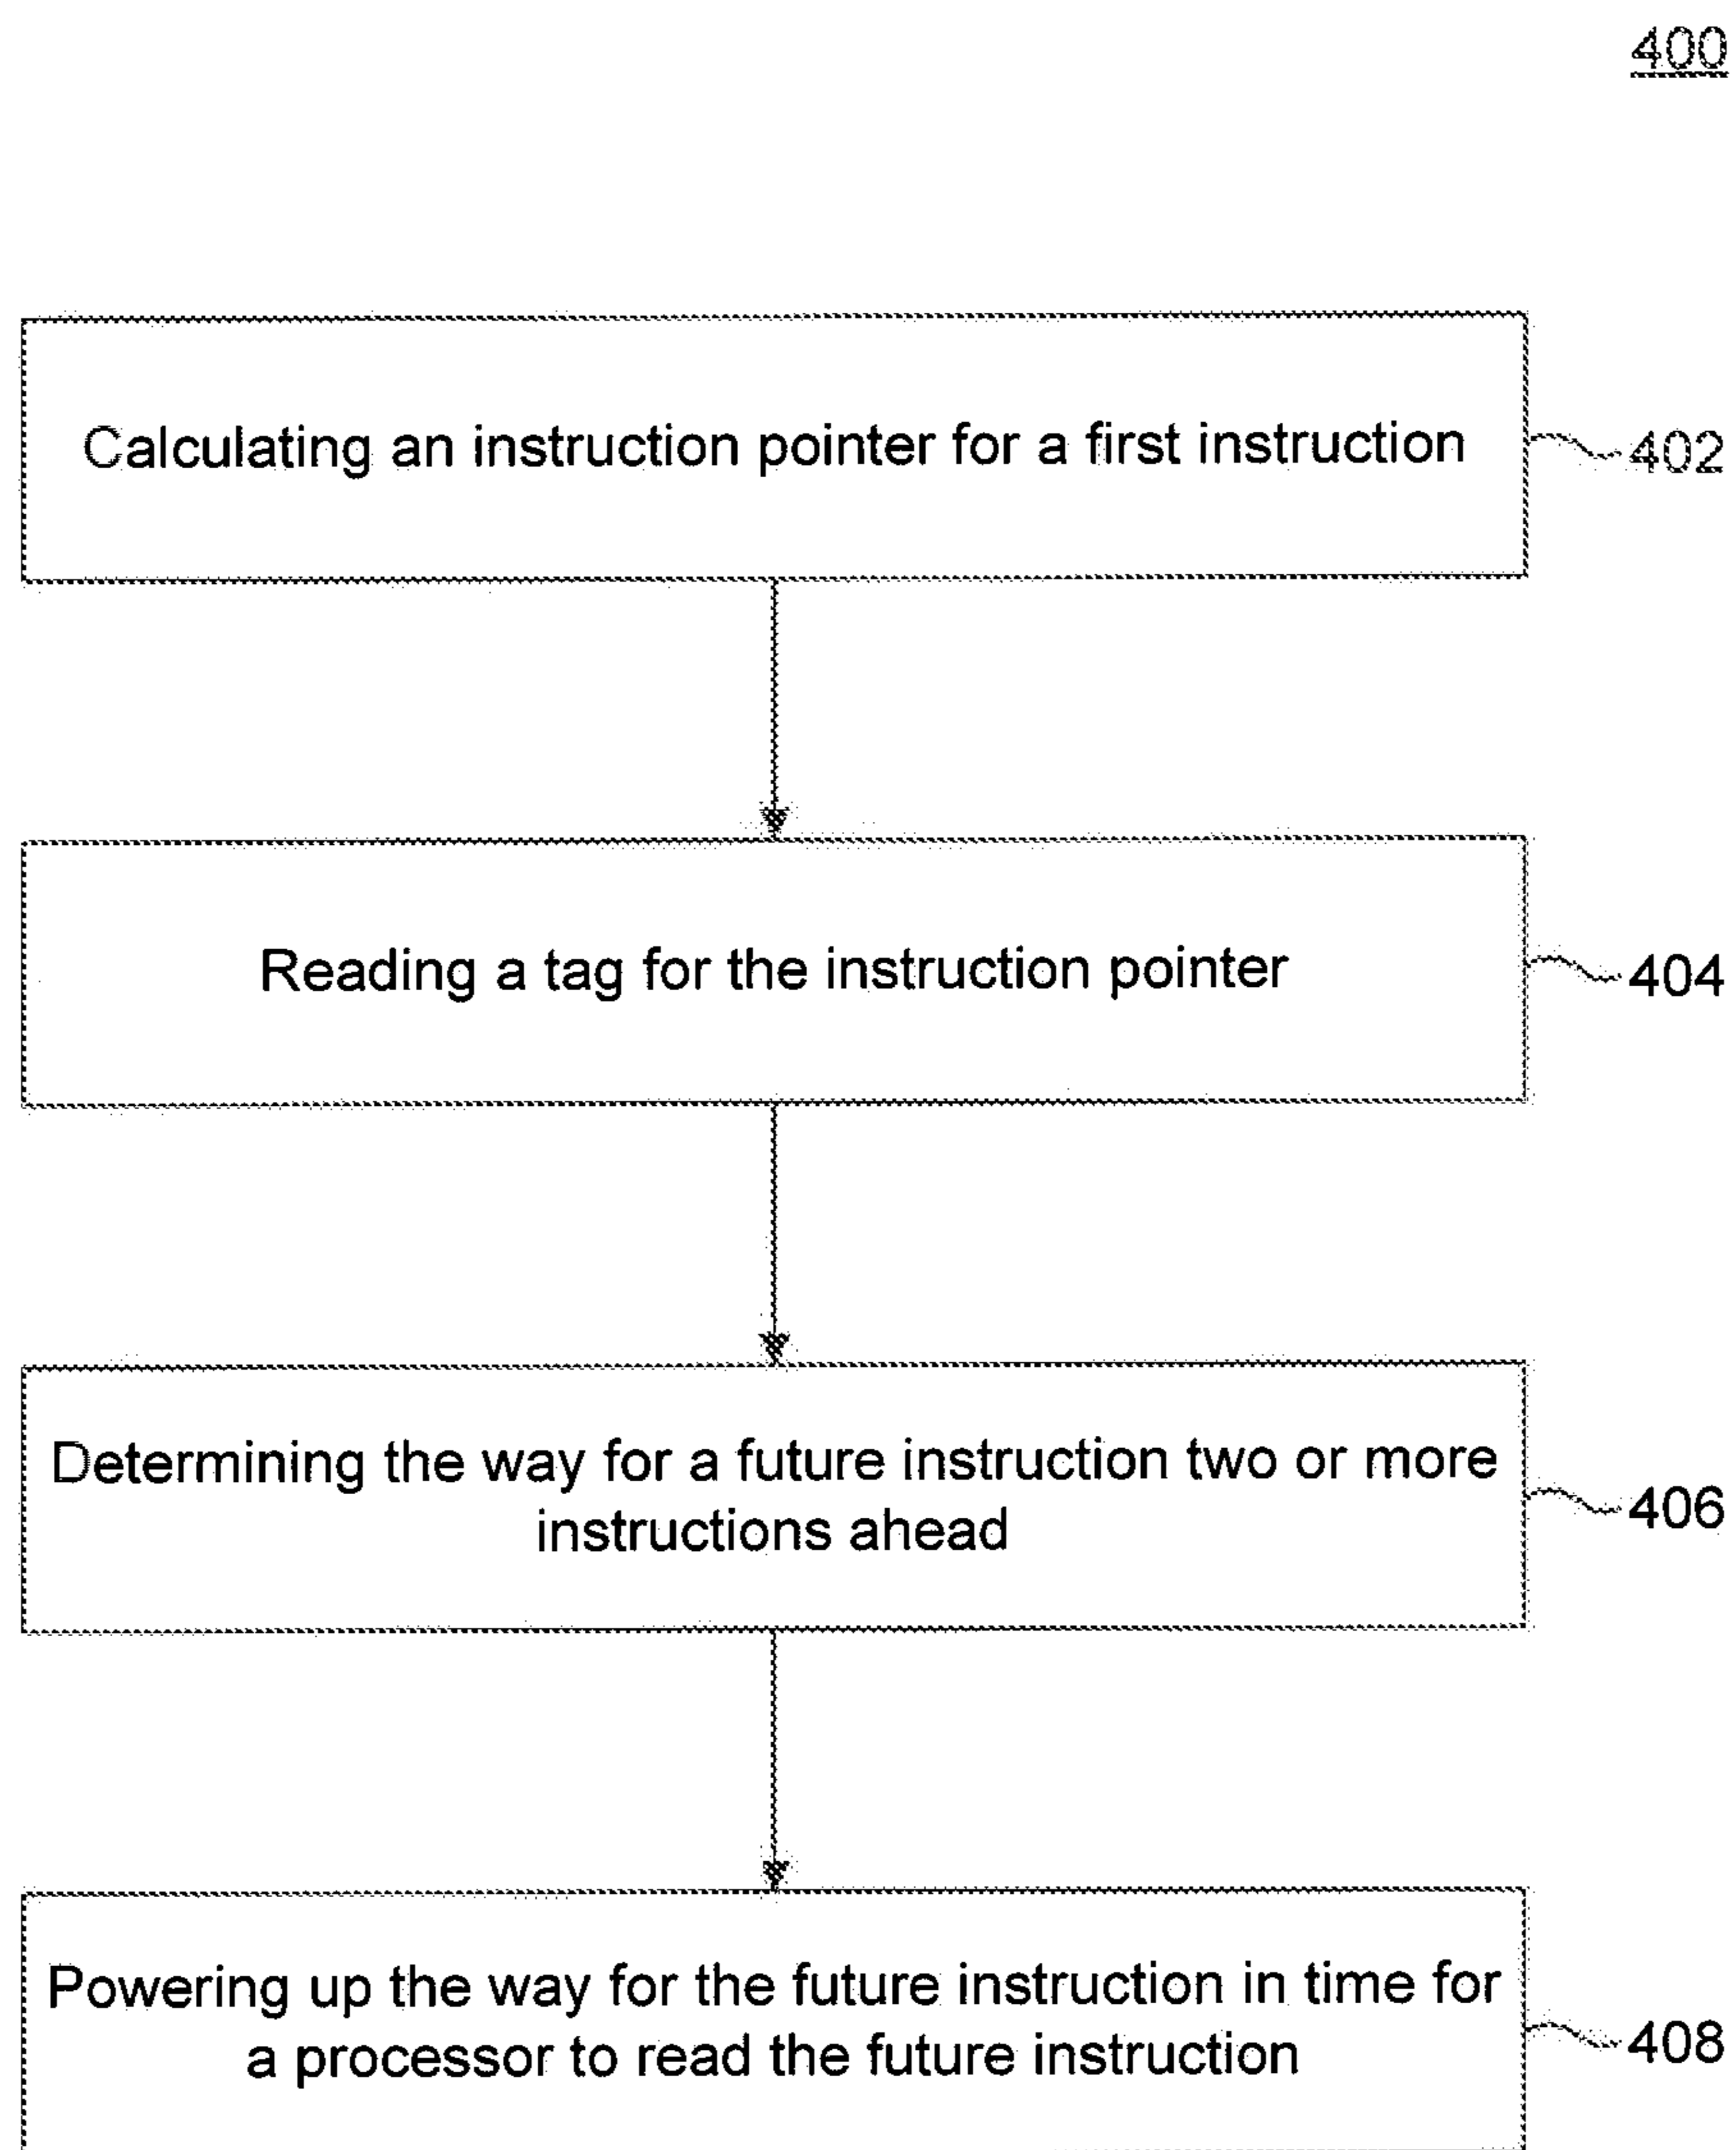 400
Calculating an instruction pointer for a first instruction
402
Reading a tag for the instruction pointer
404
Determining the way for a future instruction two or more
instructions ahead
406
Powering up the way for the future instruction in time for
a processor to read the future instruction
408